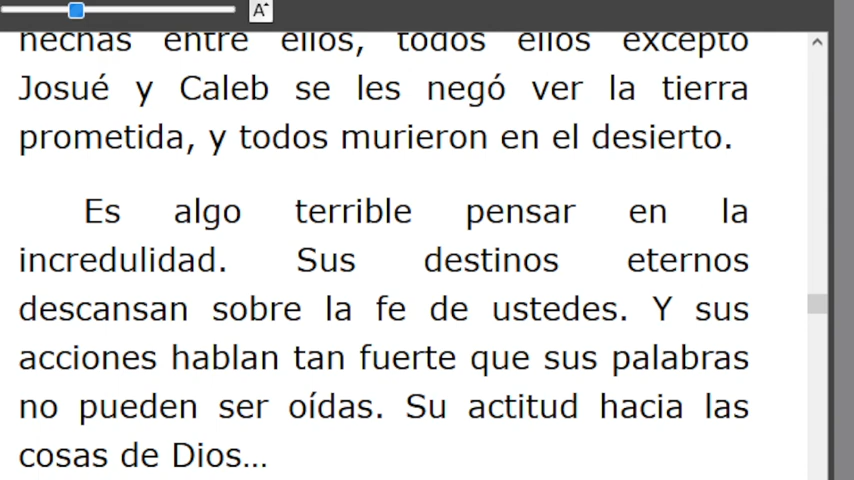 A
hechas entre ellos, todos ellos excepto
Josué y Caleb se les negó ver la tierra
prometida, y todos murieron en el desierto.
Es algo terrible pensar en la
incredulidad. Sus destinos eternos
descansan sobre la fe de ustedes. Y sus
acciones hablan tan fuerte que sus palabras
no pueden ser oídas. Su actitud hacia las
cosas de Dios...